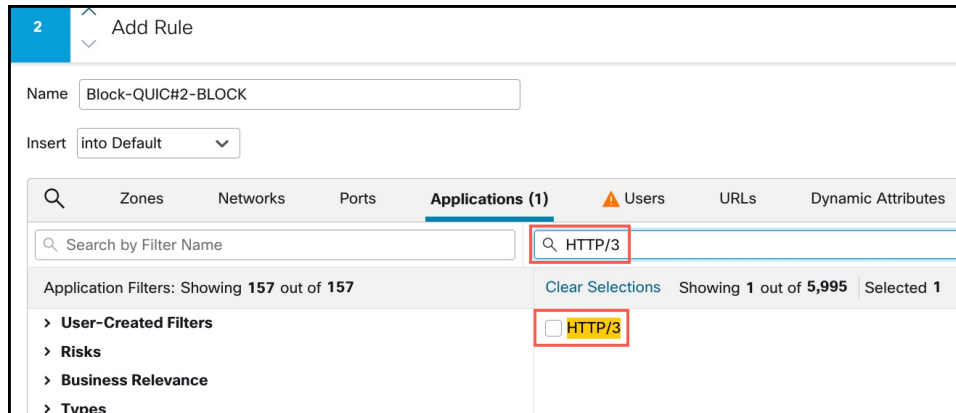 2 Add Rule
Name Block-QUIC#2-BLOCK
Insert into Default
Zones Networks Ports Applications (1) Users URLs Dynamic Attributes
Search by Filter Name HTTP/3
Application Filters: Showing 157 out of 157 Clear Selections Showing 1 out of 5,995 Selected 1
User-Created Filters HTTP/3
Risks
Business Relevance
Types